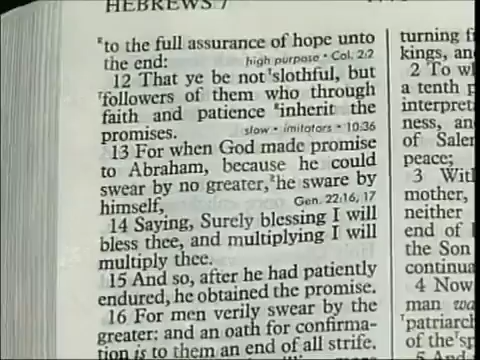 HEBREWS 7
to the full assurance of hope unto
the end: high purpose • Col. 2:2
12 That ye be not slothful, but
followers of them who through
faith and patience inherit the
promises. slow • imitators • 10:36
13 For when God made promise
to Abraham, because he could
swear by no greater, he sware by
himself, Gen. 22:16, 17
14 Saying, Surely blessing I will
bless thee, and multiplying I will
multiply thee.
15 And so, after he had patiently
endured, he obtained the promise.
16 For men verily swear by the
greater: and an oath for confirma-
tion is to them an end of all strife.
turning
kings, an
2 To
a tenth
interpret
ness, an
of Saler
peace;
3
mother,
neither
end of
the Son
continua
4 Now
man wa
patriarc
of the
5 And